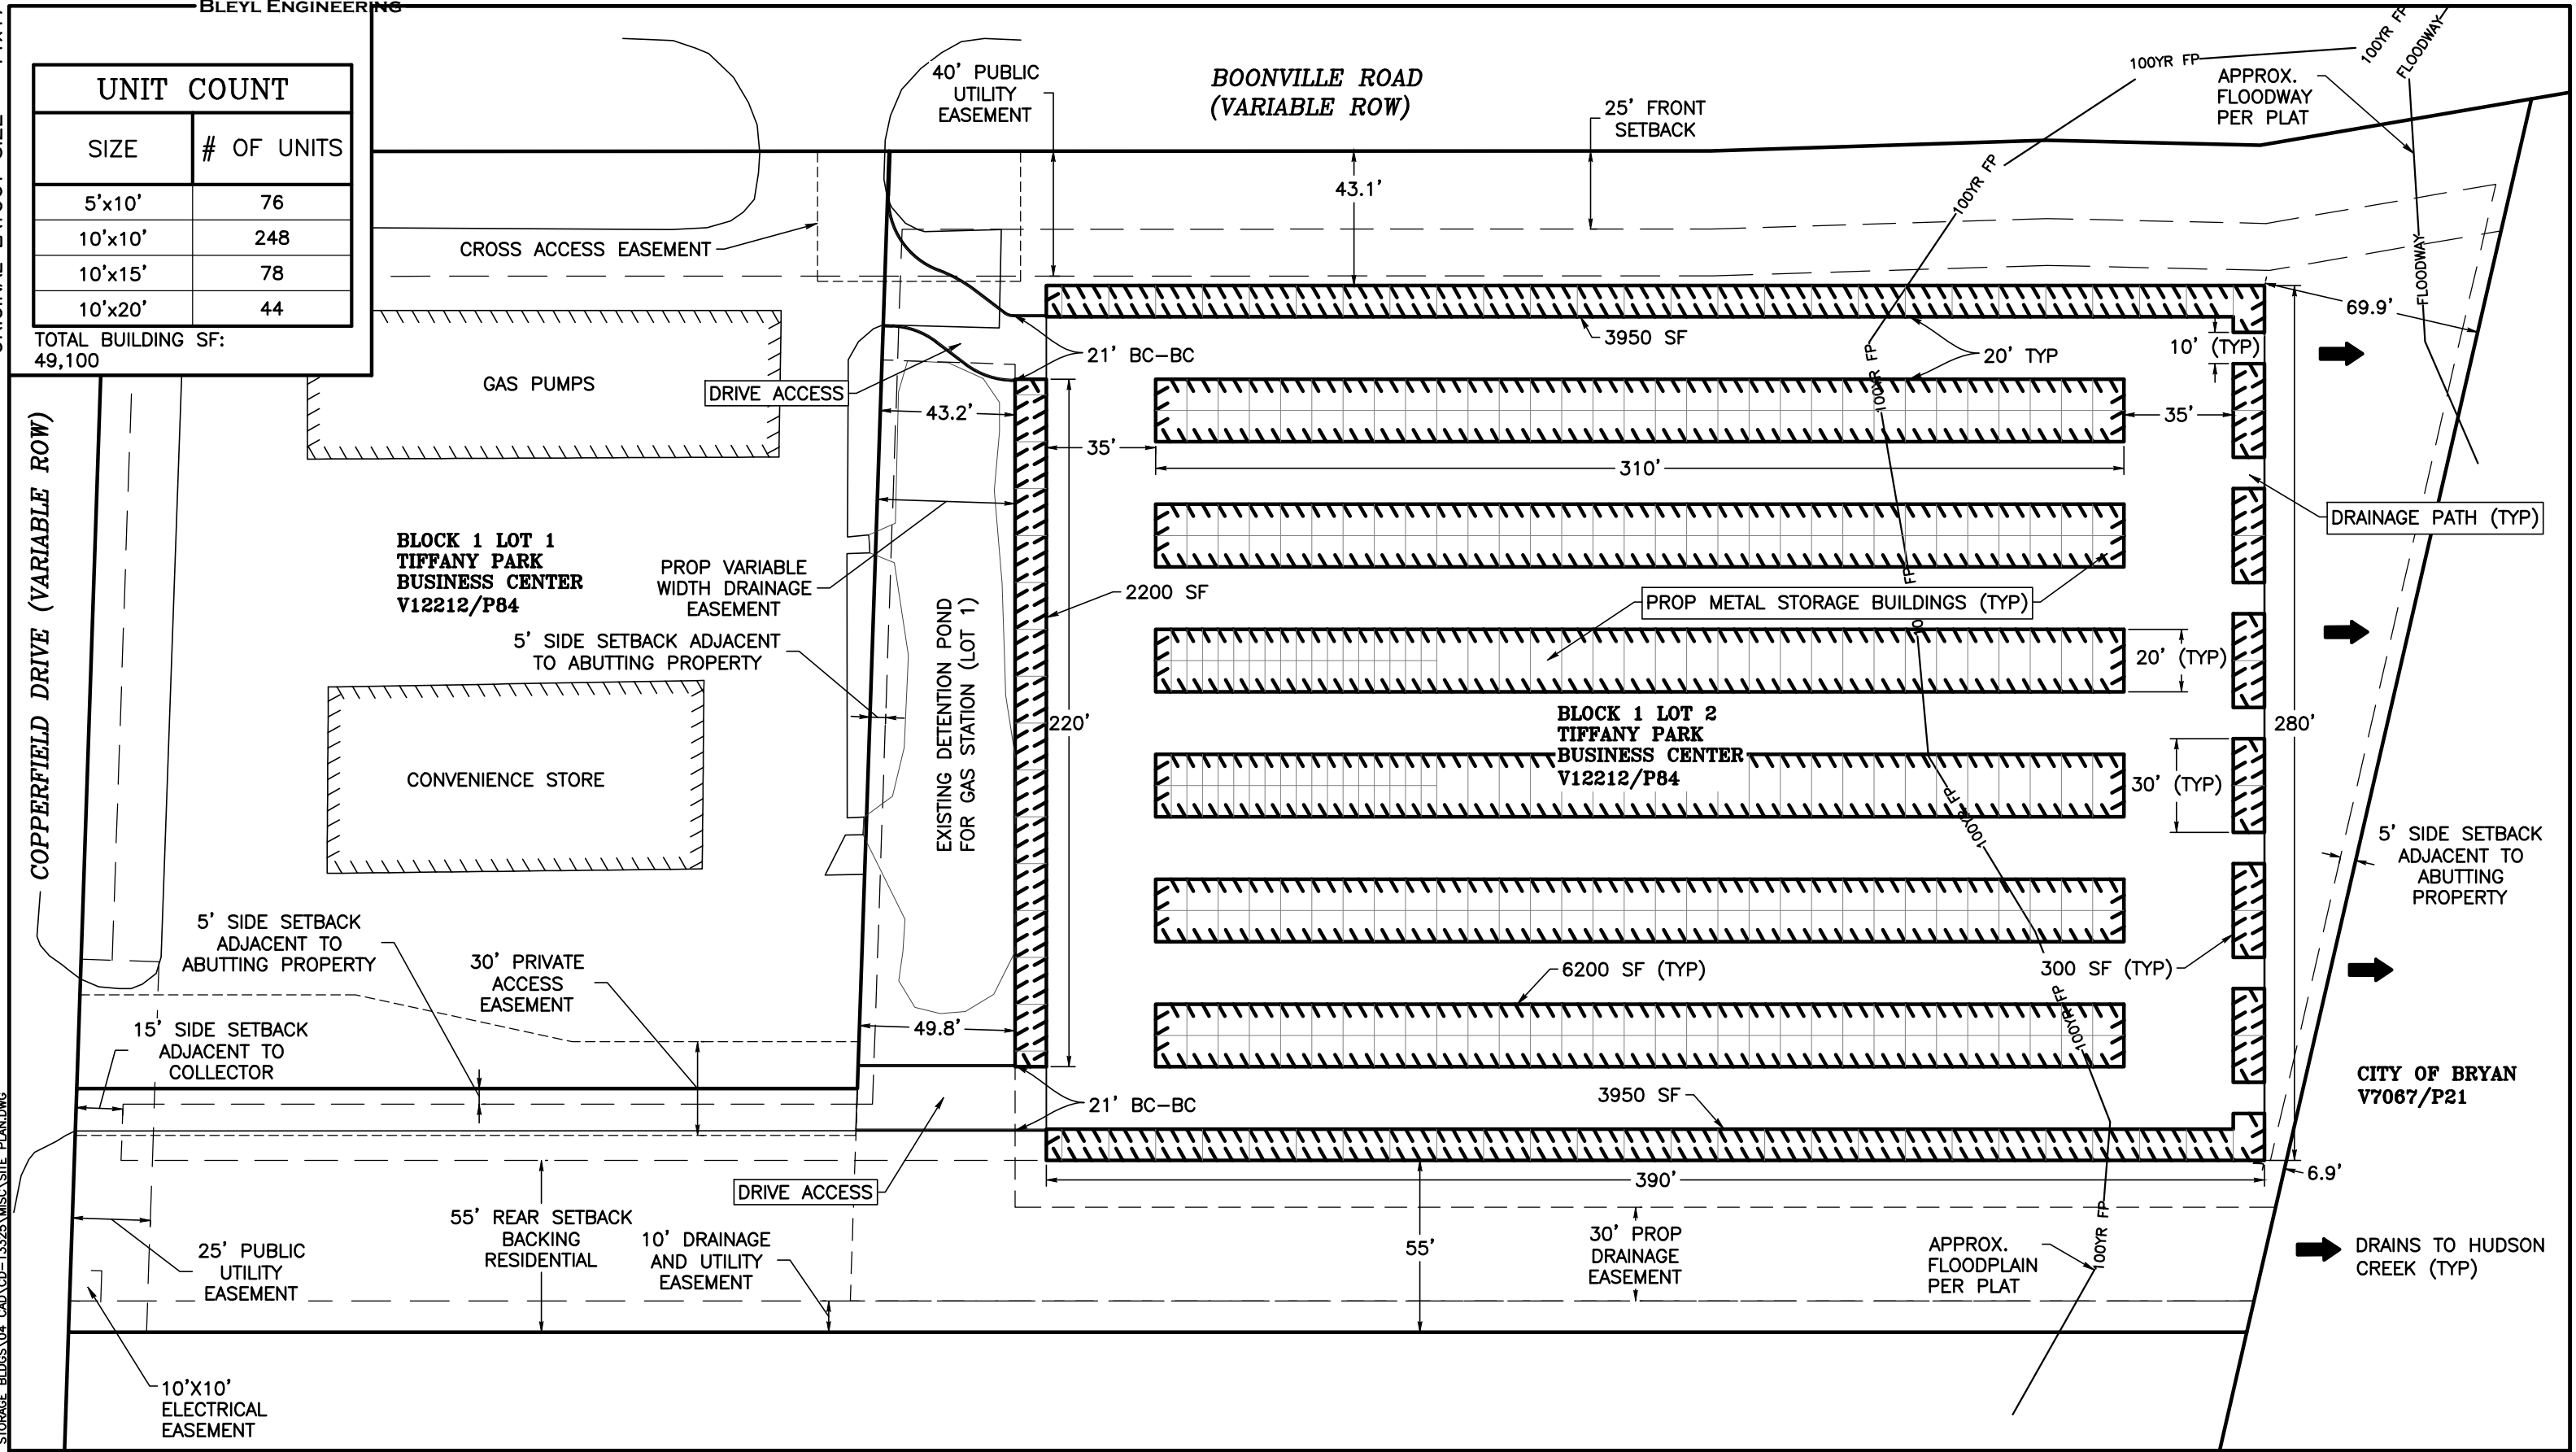 BLEYL ENGINEERING
UNIT COUNT
SIZE # OF UNITS
5'x10' 76
10'x10' 248
10'x15' 78
10'x20' 44
TOTAL BUILDING SF:
49,100
40' PUBLIC
UTILITY
EASEMENT
BOONVILLE ROAD
(VARIABLE ROW)
25' FRONT
SETBACK
100YR FP
100YR FP
FLOODWAY
APPROX.
FLOODWAY
PER PLAT
43.1'
100YR FP
FLOODWAY
CROSS ACCESS EASEMENT
69.9'
3950 SF
21' BC-BC
20' TYP
10' (TYP)
GAS PUMPS
DRIVE ACCESS
43.2'
100YR FP
35'
35'
310'
COPPERFIELD DRIVE (VARIABLE ROW)
DRAINAGE PATH (TYP)
BLOCK 1 LOT 1
TIFFANY PARK
BUSINESS CENTER
V12212/P84
PROP VARIABLE
WIDTH DRAINAGE
EASEMENT
2200 SF
FP
PROP METAL STORAGE BUILDINGS (TYP)
5' SIDE SETBACK ADJACENT
TO ABUTTING PROPERTY
EXISTING DETENTION POND
FOR GAS STATION (LOT 1)
20' (TYP)
220'
BLOCK 1 LOT 2
TIFFANY PARK
BUSINESS CENTER
V12212/P84
280'
CONVENIENCE STORE
30' (TYP)
100YR FP
5' SIDE SETBACK
ADJACENT TO
ABUTTING
PROPERTY
5' SIDE SETBACK
ADJACENT TO
ABUTTING PROPERTY
30' PRIVATE
ACCESS
EASEMENT
6200 SF (TYP)
300 SF (TYP)
100YR FP
15' SIDE SETBACK
ADJACENT TO
COLLECTOR
49.8'
CITY OF BRYAN
V7067/P21
21' BC-BC
3950 SF
390'
6.9'
DRIVE ACCESS
55' REAR SETBACK
BACKING
RESIDENTIAL
10' DRAINAGE
AND UTILITY
EASEMENT
25' PUBLIC
UTILITY
EASEMENT
55'
30' PROP
DRAINAGE
EASEMENT
APPROX.
FLOODPLAIN
PER PLAT
100YR FP
DRAINS TO HUDSON
CREEK (TYP)
10'X10'
ELECTRICAL
EASEMENT